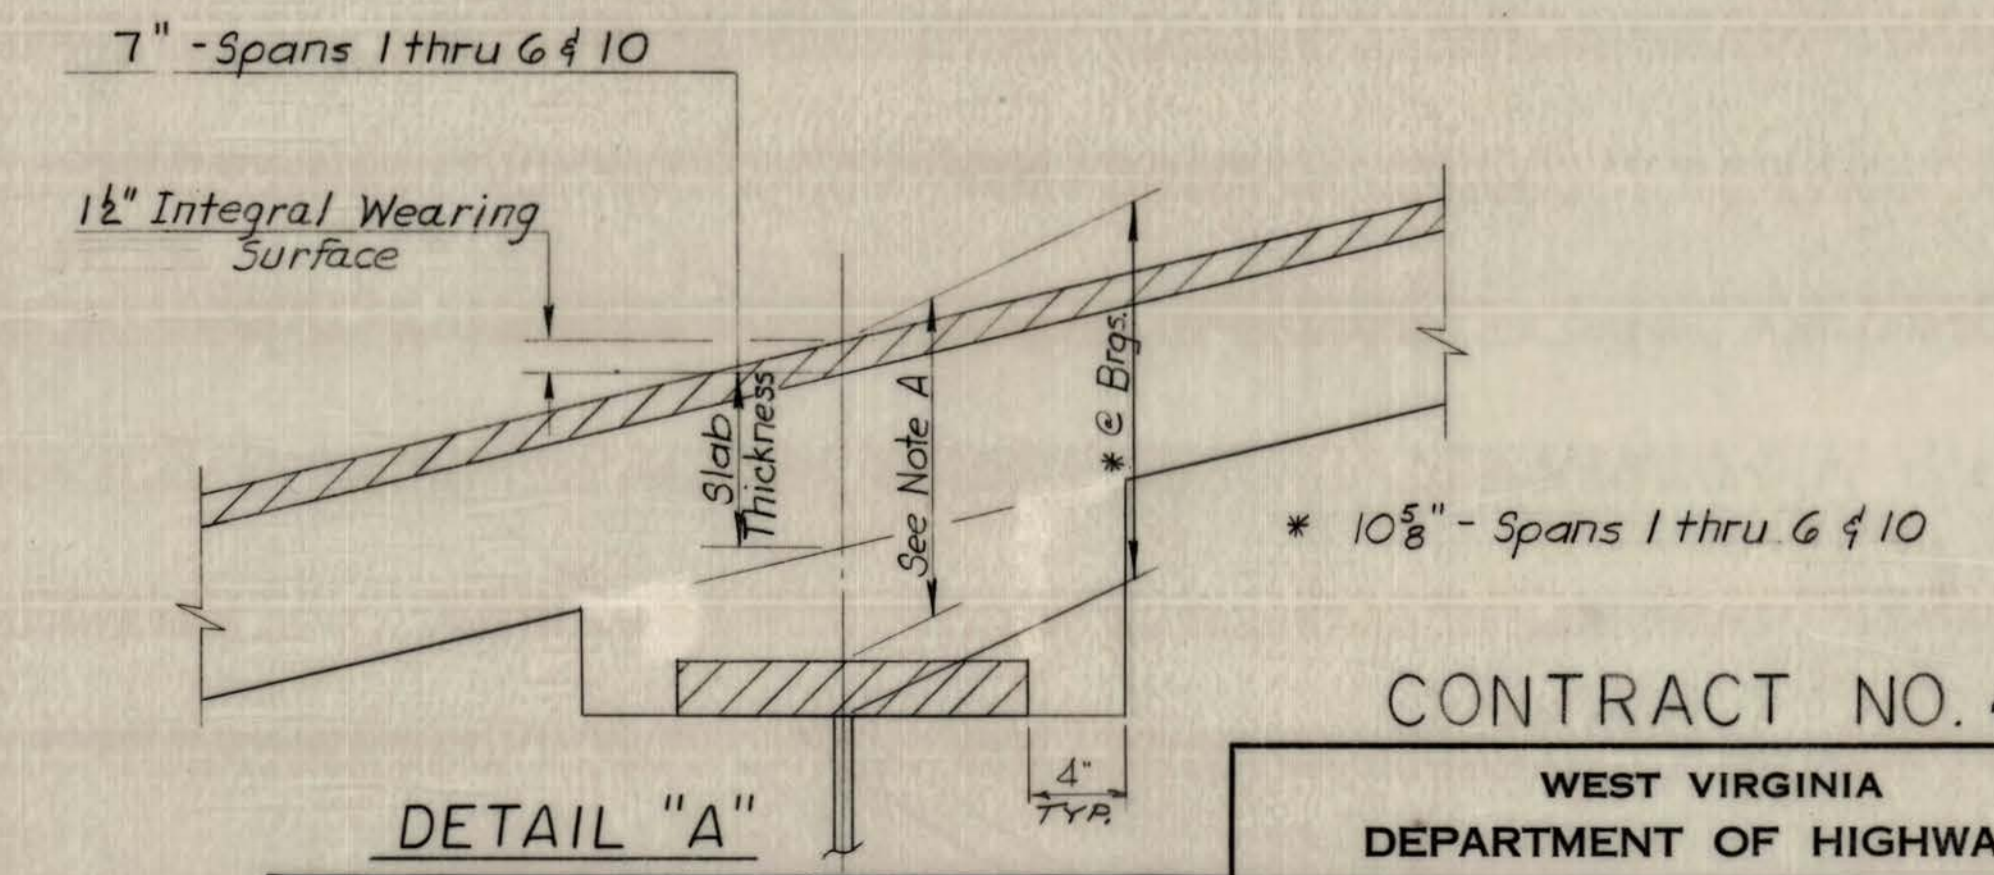 7" - Spans 1 thru 6 & 10
1½" Integral Wearing
Surface
Slab
Thickness
See Note A
* @ Brgs.
* 10⅝" - Spans 1 thru 6 & 10
4"
TYP.
DETAIL "A"
CONTRACT NO.
WEST VIRGINIA
DEPARTMENT OF HIGHWA